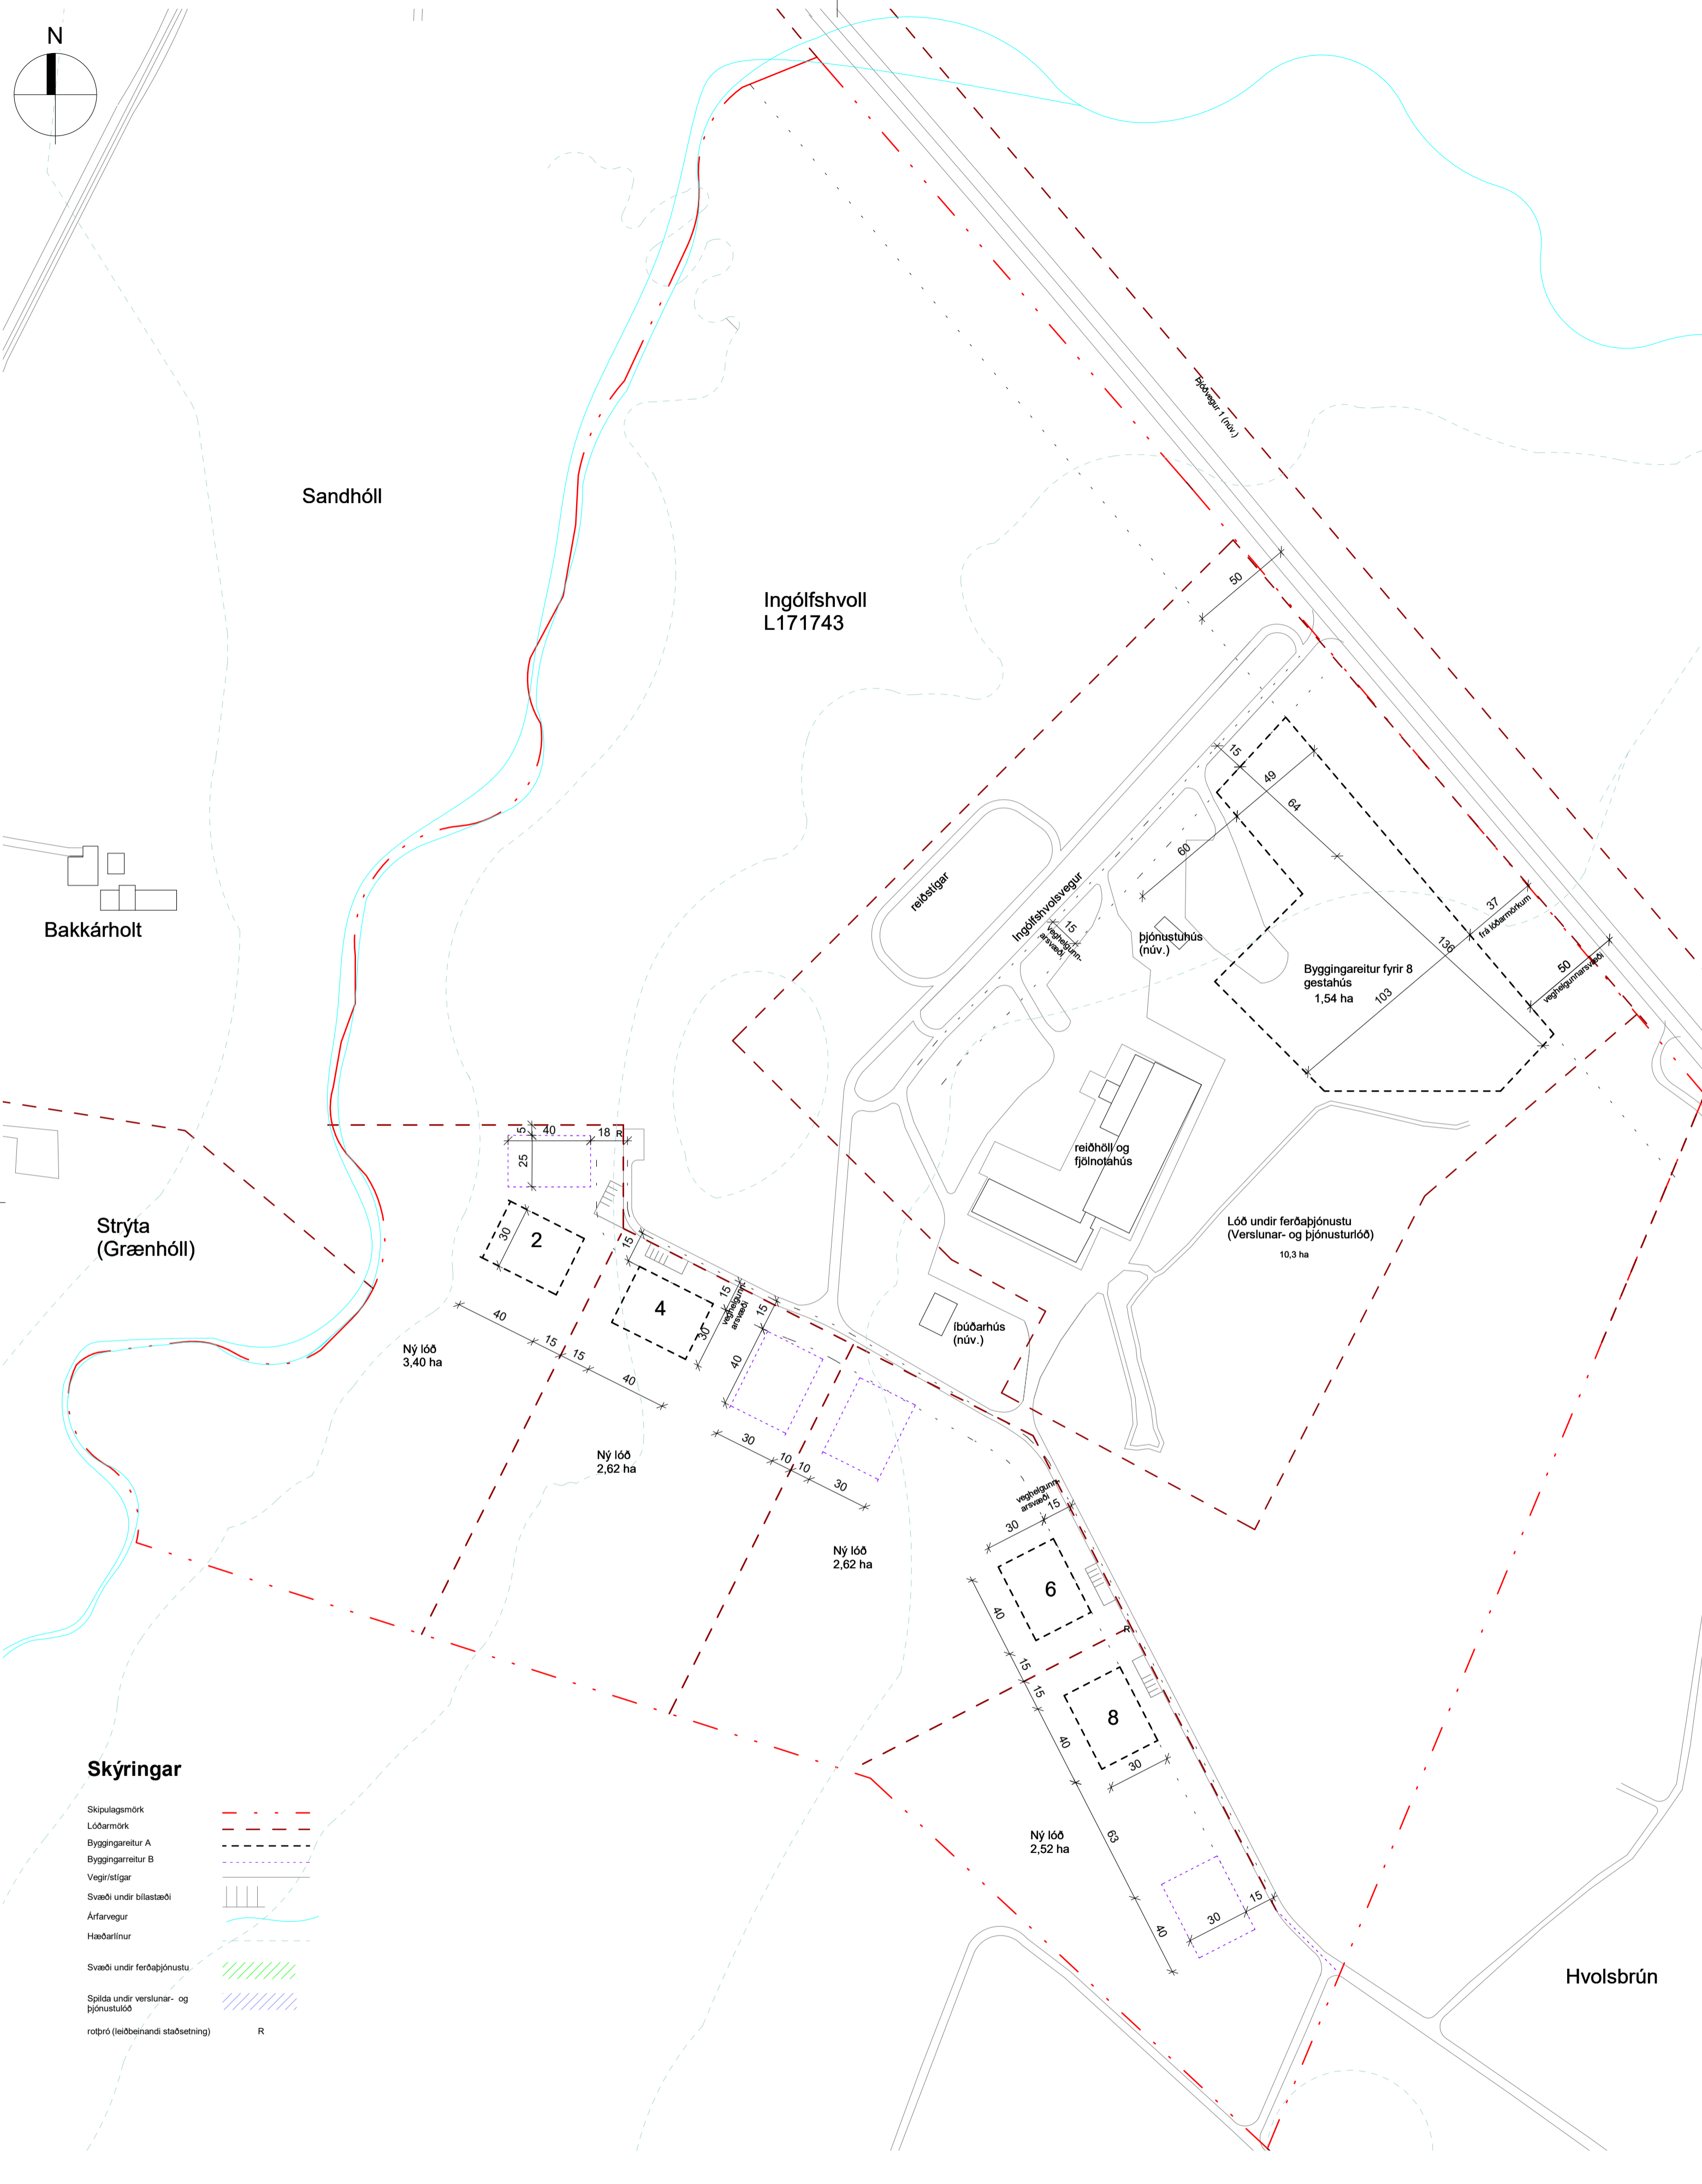 N
Þjóðvegur 1 (núv.)
Sandhóll
Ingólfshvoll
L171743
50
15
49
64
60
reiðstígar
Ingólfshvolsvegur
15
veghelgunn-
arsvæði
þjónustuhús
(núv.)
37
frá lóðarmörkum
136
Byggingareitur fyrir 8
gestahús
1,54 ha
103
50
veghelgunnarsvæði
Bakkárholt
reiðhöll og
fjölnotahús
5
40
18
R
25
Strýta
(Grænhóll)
Lóð undir ferðaþjónustu
(Verslunar- og þjónusturlóð)
10,3 ha
30
2
15
4
15
veghelgunn-
arsvæði
30
15
40
íbúðarhús
(núv.)
40
15
15
40
Ný lóð
3,40 ha
30
10
10
30
Ný lóð
2,62 ha
Ný lóð
2,62 ha
veghelgunn-
arsvæði
15
30
6
40
R
15
15
8
40
30
63
Ný lóð
2,52 ha
15
30
40
Hvolsbrún
Skýringar
Skipulagsmörk
Lóðarmörk
Byggingareitur A
Byggingarreitur B
Vegir/stígar
Svæði undir bílastæði
Árfarvegur
Hæðarlínur
Svæði undir ferðaþjónustu
Spilda undir verslunar- og
þjónustulóð
rotþró (leiðbeinandi staðsetning) R